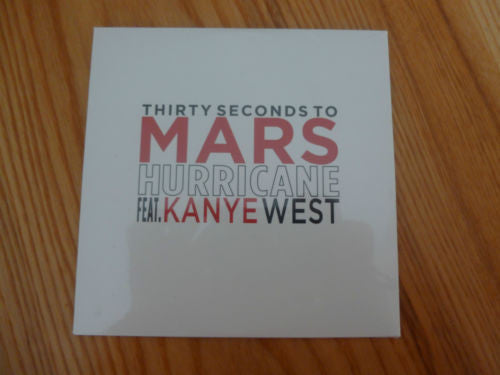 THIRTY SECONDS TO
MARS
HURRICANE
FEAT. KANYE WEST